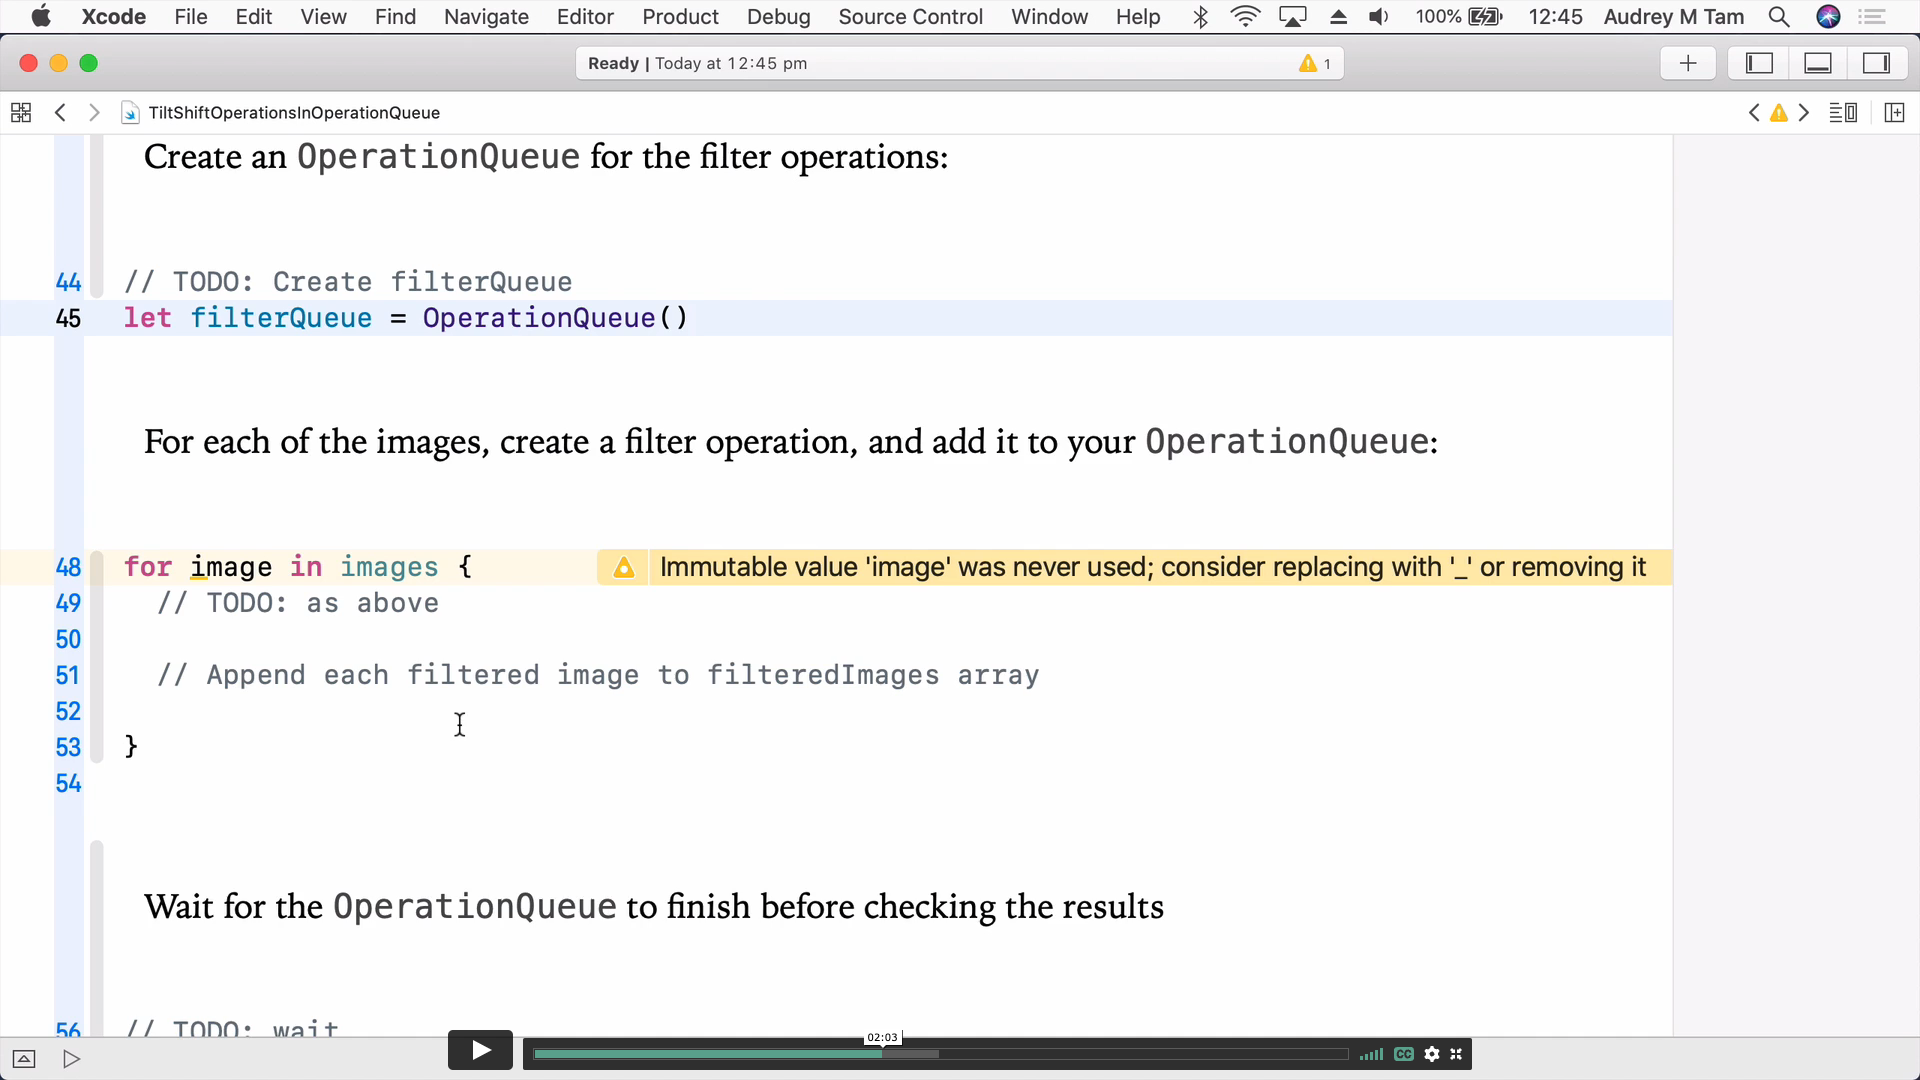 Xcode File Edit View Find Navigate Editor Product Debug Source Control Window Help 100% 12:45 Audrey M Tam
Ready | Today at 12:45 pm 1
TiltShiftOperationsInOperationQueue
Create an OperationQueue for the filter operations:
44 // TODO: Create filterQueue
45 let filterQueue = OperationQueue()
For each of the images, create a filter operation, and add it to your OperationQueue:
48 for image in images { Immutable value 'image' was never used; consider replacing with '_' or removing it
49 // TODO: as above
50
51 // Append each filtered image to filteredImages array
52
53 }
54
Wait for the OperationQueue to finish before checking the results
56 // TODO: wait
02:03
CC